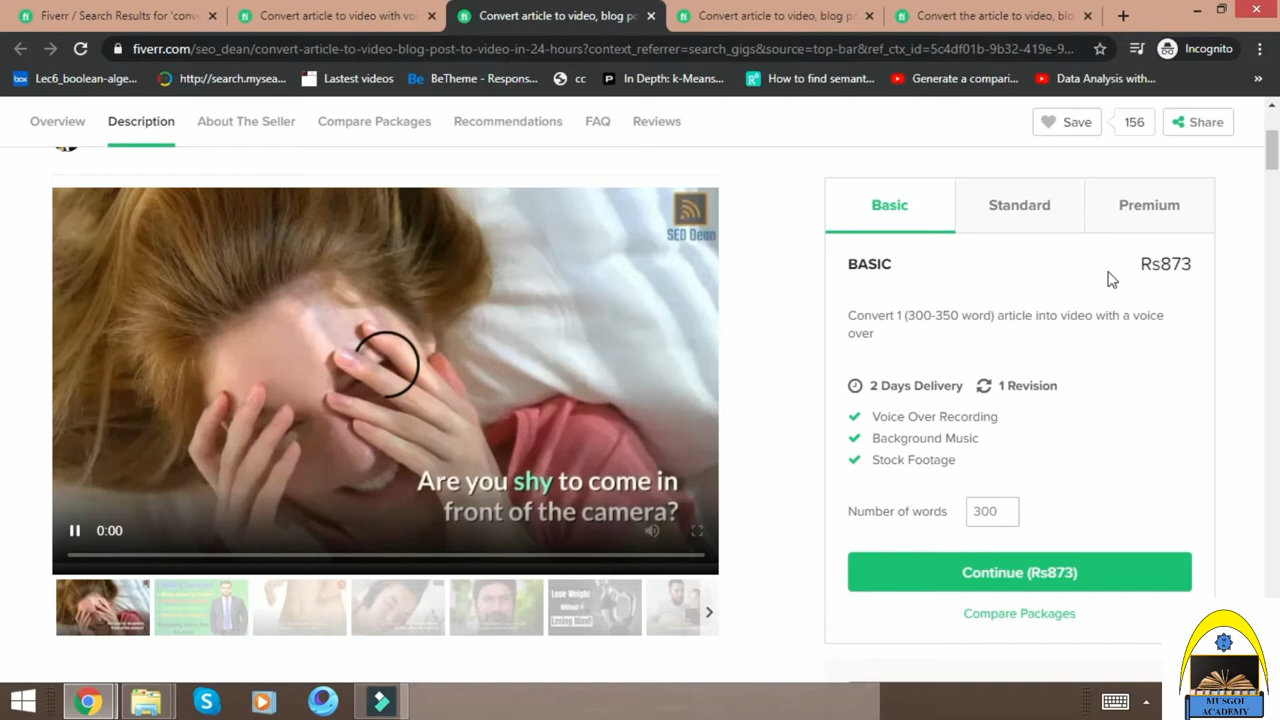 Fiverr / Search Results for 'conv
Convert article to video with vo
Convert article to video, blog po
Convert article to video, blog po
Convert the article to video, blo
fiverr.com/seo_dean/convert-article-to-video-blog-post-to-video-in-24-hours?context_referrer=search_gigs&source=top-bar&ref_ctx_id=5c4df01b-9b32-419e-9...
Incognito
Lec6_boolean-alge...
http://search.mysea...
Lastest videos
BeTheme - Respons...
cc
In Depth: k-Means...
How to find semant...
Generate a compari...
Data Analysis with...
Overview
Description
About The Seller
Compare Packages
Recommendations
FAQ
Reviews
Save
156
Share
SEO Dean
Are you shy to come in
front of the camera?
0:00
Lose Weight
Without
Losing Mind!
Basic
Standard
Premium
BASIC
Rs873
Convert 1 (300-350 word) article into video with a voice
over
2 Days Delivery
1 Revision
Voice Over Recording
Background Music
Stock Footage
Number of words
300
Continue (Rs873)
Compare Packages
MUSGOI
ACADEMY